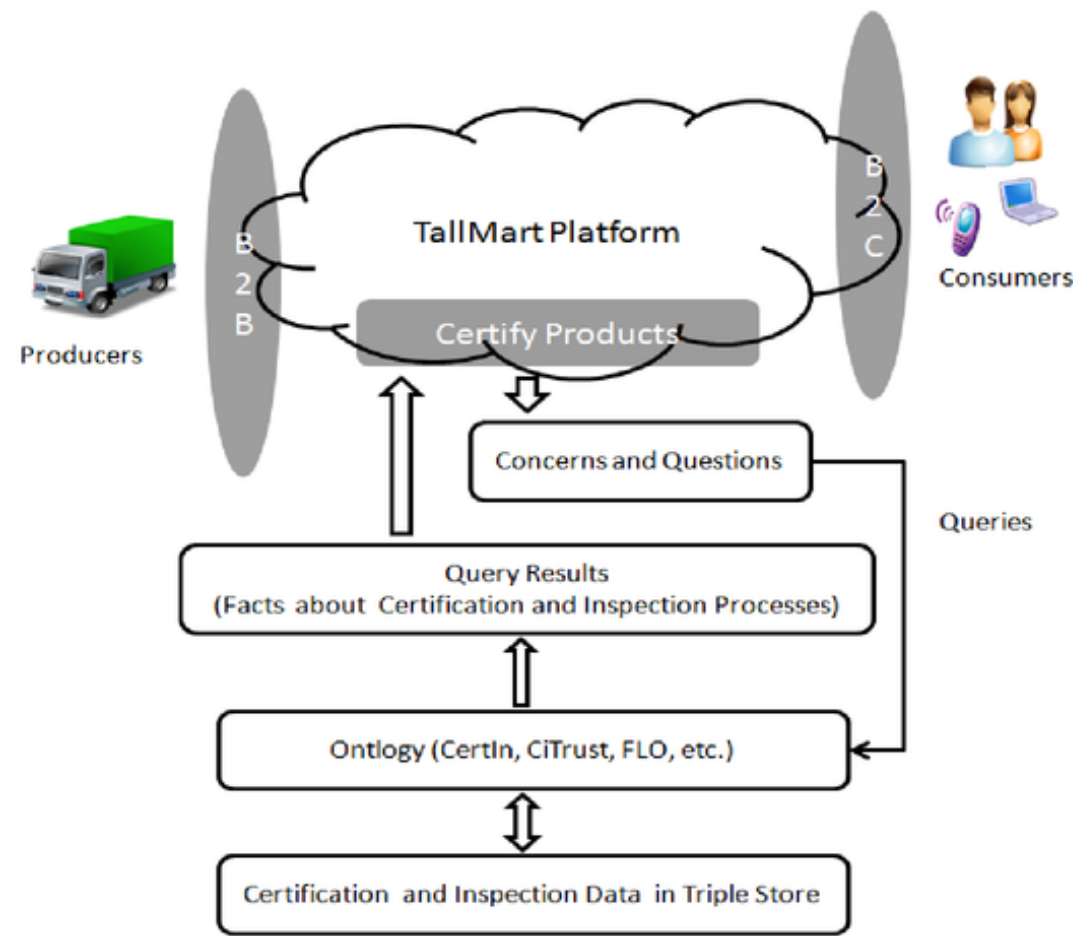 TallMart Platform
B
2
B
B
2
C
Producers
Consumers
Certify Products
Concerns and Questions
Queries
Query Results
(Facts about Certification and Inspection Processes)
Ontlogy (CertIn, CiTrust, FLO, etc.)
Certification and Inspection Data in Triple Store